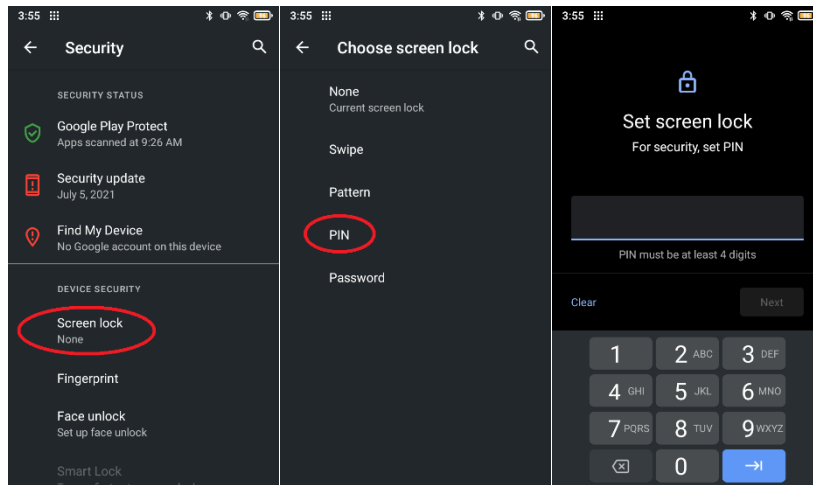 3:55
Security
SECURITY STATUS
Google Play Protect
Apps scanned at 9:26 AM
Security update
July 5, 2021
Find My Device
No Google account on this device
DEVICE SECURITY
Screen lock
None
Fingerprint
Face unlock
Set up face unlock
Smart Lock
3:55
Choose screen lock
None
Current screen lock
Swipe
Pattern
PIN
Password
3:55
Set screen lock
For security, set PIN
PIN must be at least 4 digits
Clear Next
1 2 ABC 3 DEF
4 GHI 5 JKL 6 MNO
7 PQRS 8 TUV 9 WXYZ
0